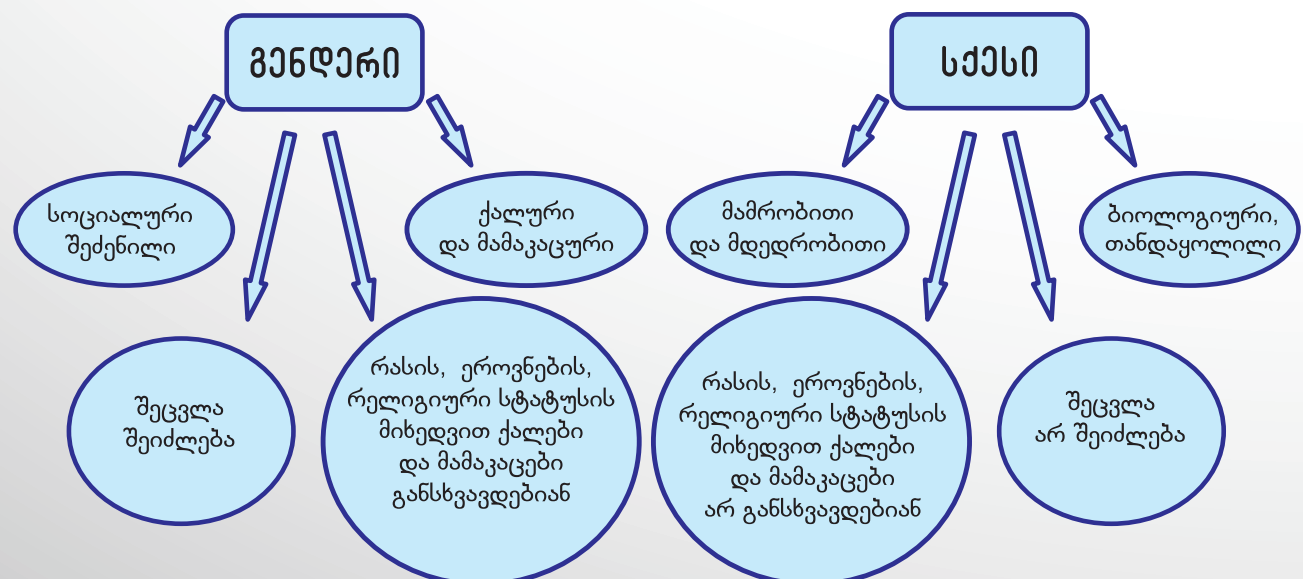 გენდერი
სოციალური
შეძენილი
ქალური
და მამაკაცური
შეცვლა
შეიძლება
რასის, ეროვნების,
რელიგიური სტატუსის
მიხედვით ქალები
და მამაკაცები
განსხვავდებიან
სქესი
მამრობითი
და მდედრობითი
ბიოლოგიური,
თანდაყოლილი
რასის, ეროვნების,
რელიგიური სტატუსის
მიხედვით ქალები
და მამაკაცები
არ განსხვავდებიან
შეცვლა
არ შეიძლება